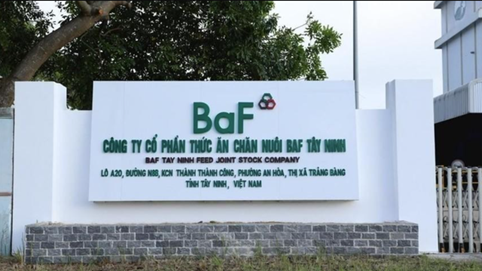 BaF
CÔNG TY CỔ PHẦN THỨC ĂN CHĂN NUÔI BAF TÂY NINH
BAF TAY NINH FEED JOINT STOCK COMPANY
LÔ A20, ĐƯỜNG N8B, KCN THÀNH THÀNH CÔNG, PHƯỜNG AN HÒA, THỊ XÃ TRẢNG BÀNG
TỈNH TÂY NINH, VIỆT NAM